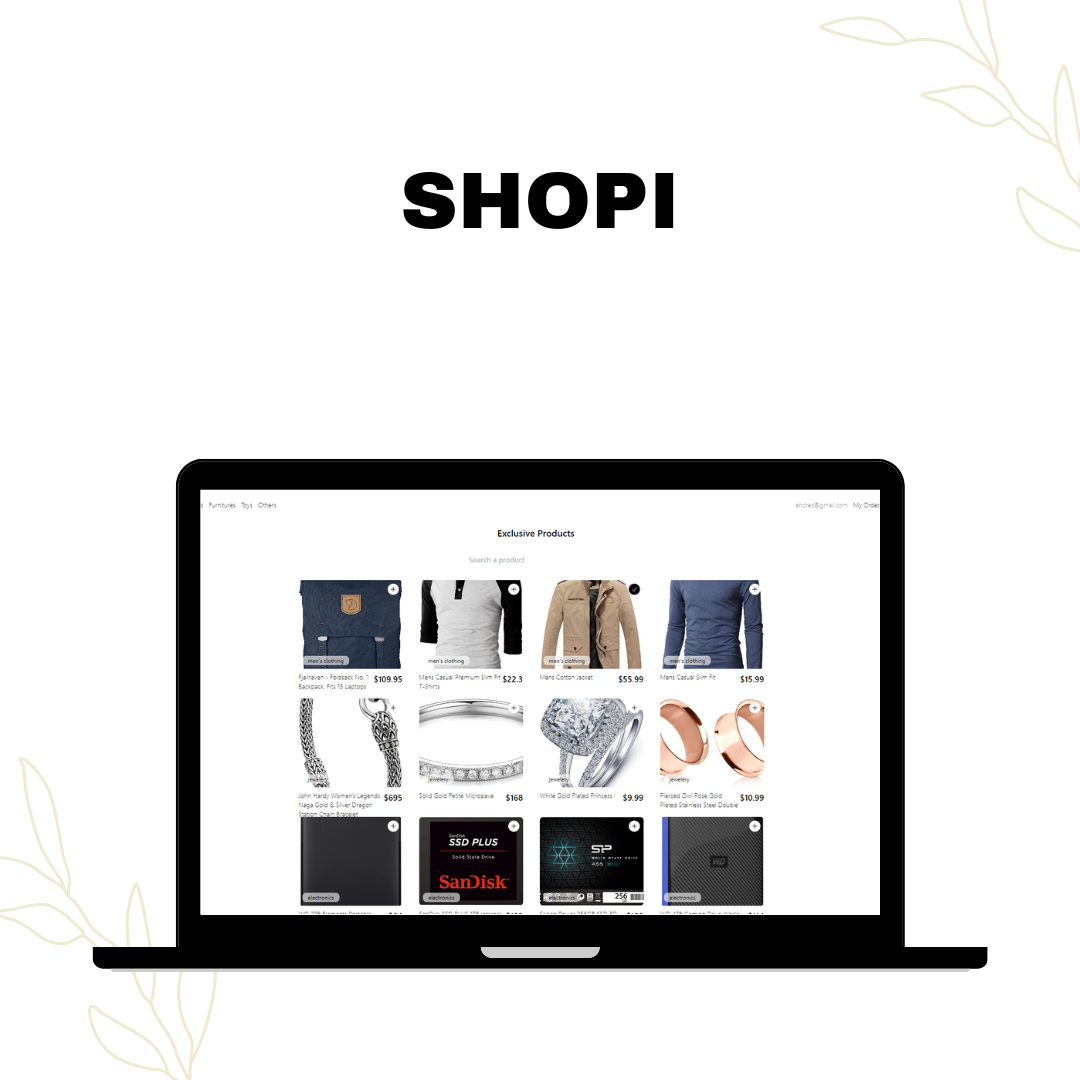 SHOPI
s Furnitures Toys Others andres@gmail.com My Order
Exclusive Products
Search a product
men's clothing men's clothing men's clothing men's clothing
Fjallraven - Foldsack No. 1 $109.95 Mens Casual Premium Slim Fit $22.3 Mens Cotton Jacket $55.99 Mens Casual Slim Fit $15.99
Backpack, Fits 15 Laptops T-Shirts
jewelery jewelery jewelery jewelery
John Hardy Women's Legends $695 Solid Gold Petite Micropave $168 White Gold Plated Princess $9.99 Pierced Owl Rose Gold $10.99
Naga Gold & Silver Dragon Plated Stainless Steel Double
Station Chain Bracelet
SanDisk
SSD PLUS
Solid State Drive
SanDisk
SP
SOLID STATE DRIVE
A55
256
WD
electronics electronics electronics electronics